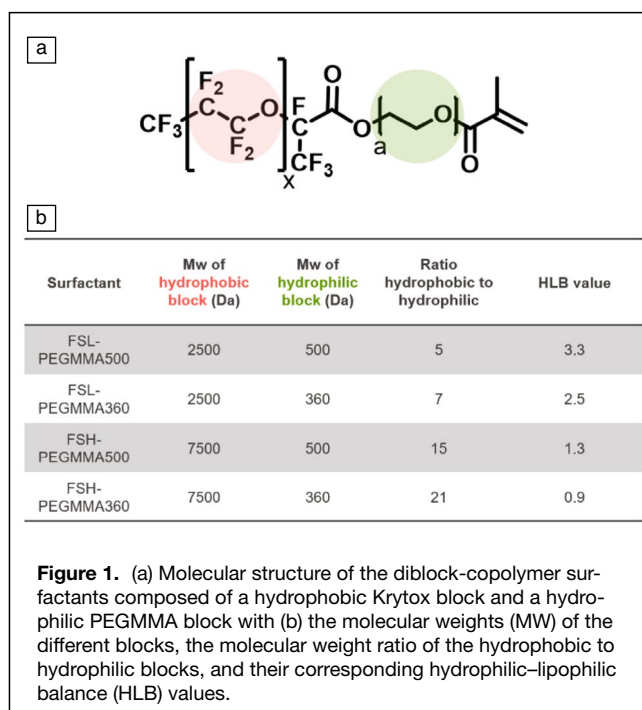 a
F2
C
CF3
C
F2
O
F
C
CF3
x
O
O
a
O
O
b
Surfactant Mw of hydrophobic block (Da) Mw of hydrophilic block (Da) Ratio hydrophobic to hydrophilic HLB value
FSL-PEGMMA500 2500 500 5 3.3
FSL-PEGMMA360 2500 360 7 2.5
FSH-PEGMMA500 7500 500 15 1.3
FSH-PEGMMA360 7500 360 21 0.9
Figure 1. (a) Molecular structure of the diblock-copolymer sur-
factants composed of a hydrophobic Krytox block and a hydro-
philic PEGMMA block with (b) the molecular weights (MW) of the
different blocks, the molecular weight ratio of the hydrophobic to
hydrophilic blocks, and their corresponding hydrophilic–lipophilic
balance (HLB) values.